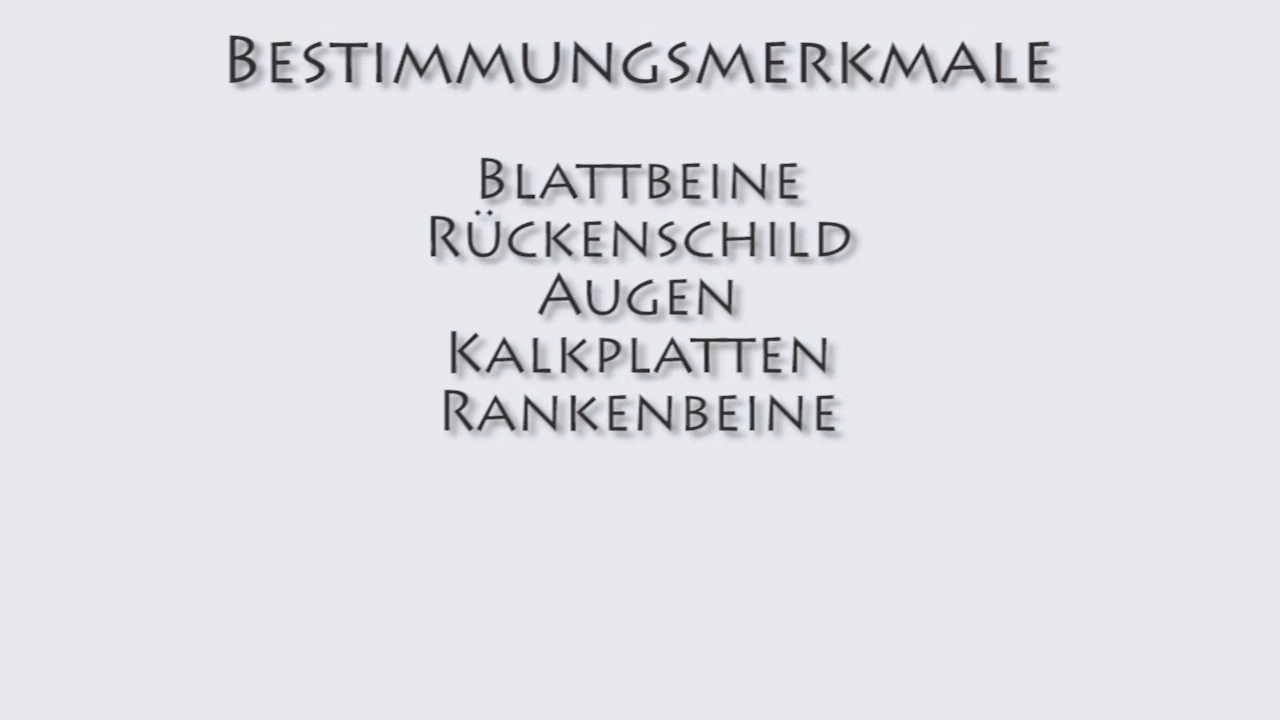 Bestimmungsmerkmale
Blattbeine
Rückenschild
Augen
Kalkplatten
Rankenbeine